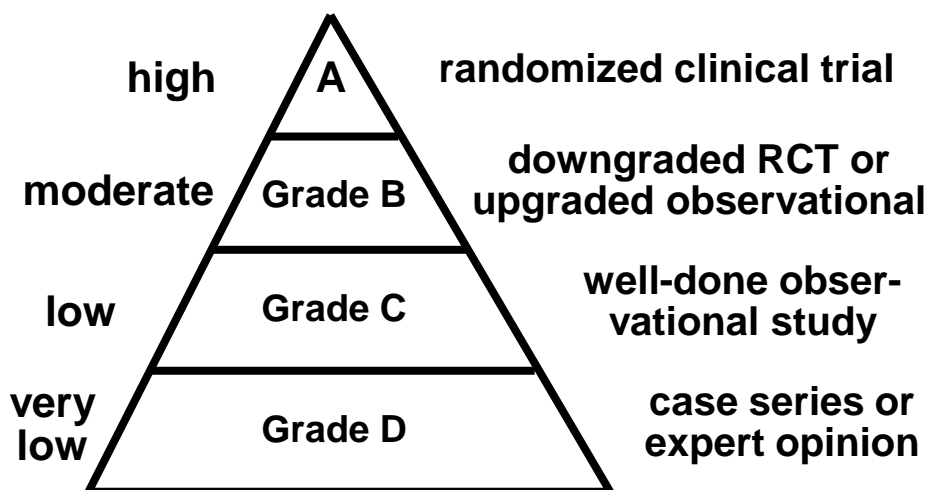 high
A
randomized clinical trial
moderate
Grade B
downgraded RCT or
upgraded observational
low
Grade C
well-done obser-
vational study
very
low
Grade D
case series or
expert opinion